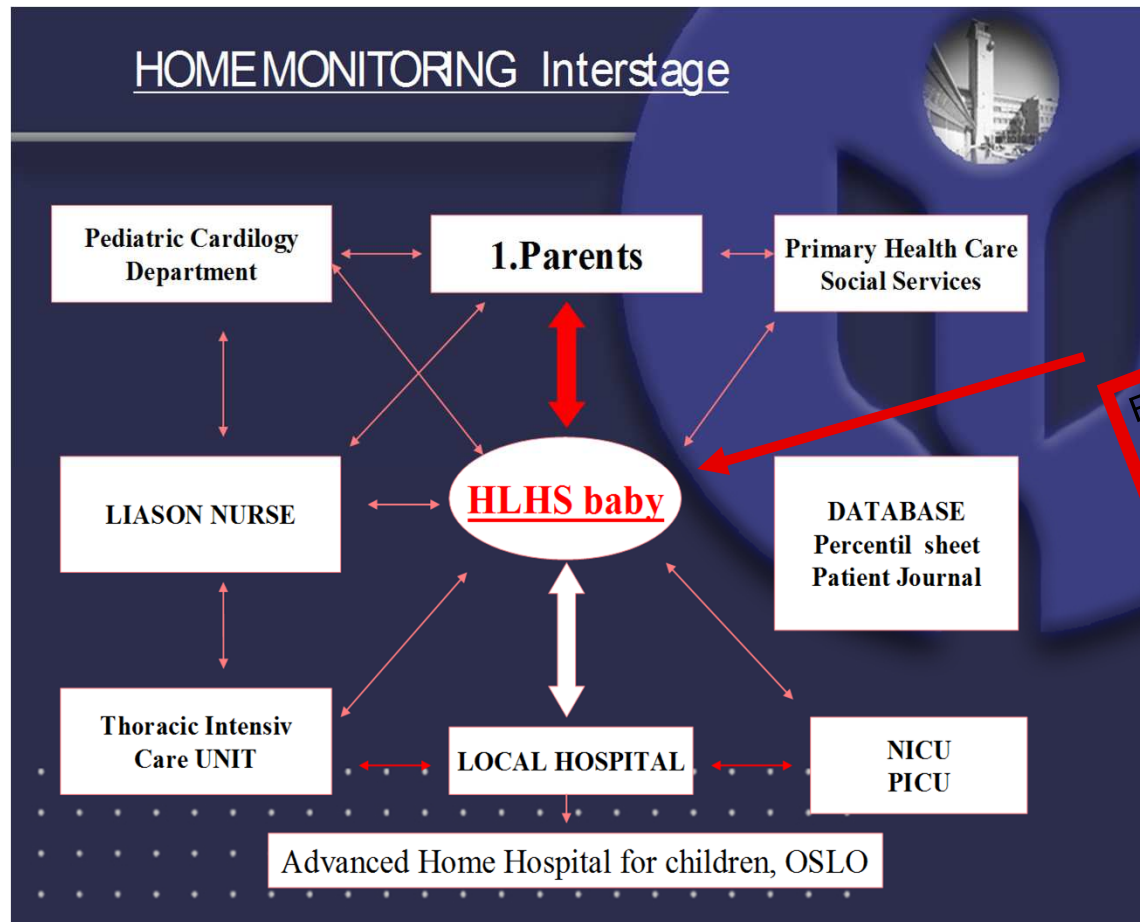 HOME MONITORING Interstage
Pediatric Cardilogy
Department
1.Parents
Primary Health Care
Social Services
LIASON NURSE
HLHS baby
DATABASE
Percentil sheet
Patient Journal
Thoracic Intensiv
Care UNIT
LOCAL HOSPITAL
NICU
PICU
Advanced Home Hospital for children, OSLO